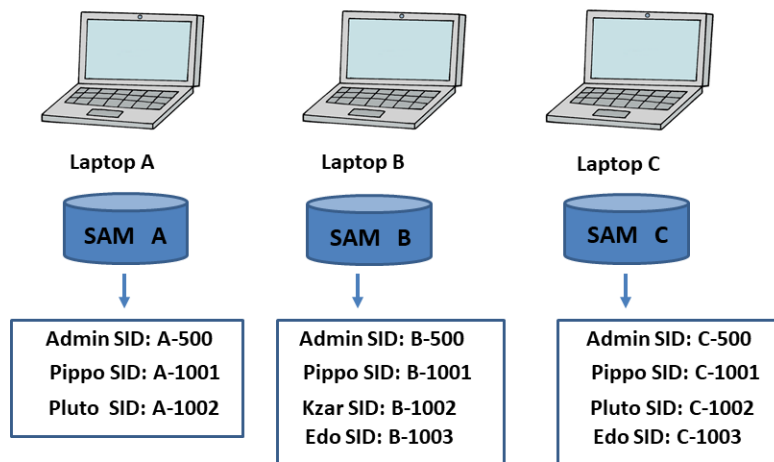 Laptop A
Laptop B
Laptop C
SAM A
SAM B
SAM C
Admin SID: A-500
Pippo SID: A-1001
Pluto SID: A-1002
Admin SID: B-500
Pippo SID: B-1001
Kzar SID: B-1002
Edo SID: B-1003
Admin SID: C-500
Pippo SID: C-1001
Pluto SID: C-1002
Edo SID: C-1003